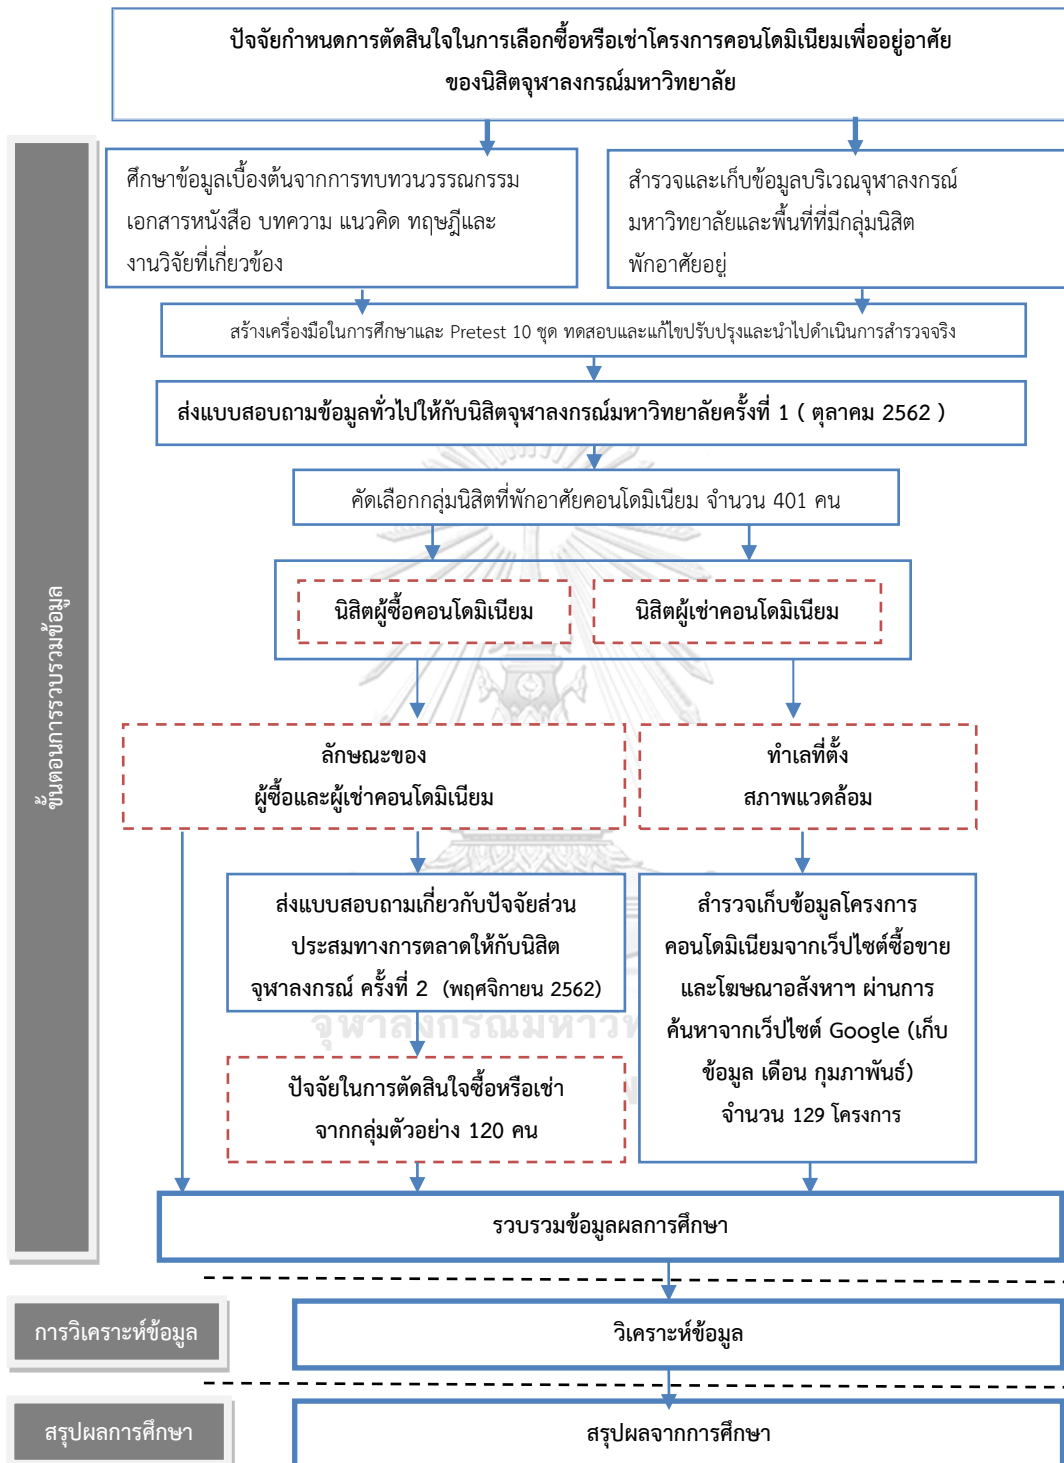 ปัจจัยกำหนดการตัดสินใจในการเลือกซื้อหรือเช่าโครงการคอนโดมิเนียมเพื่ออยู่อาศัย
ของนิสิตจุฬาลงกรณ์มหาวิทยาลัย
ศึกษาข้อมูลเบื้องต้นจากการทบทวนวรรณกรรม
เอกสารหนังสือ บทความ แนวคิด ทฤษฎีและ
งานวิจัยที่เกี่ยวข้อง
สำรวจและเก็บข้อมูลบริเวณจุฬาลงกรณ์
มหาวิทยาลัยและพื้นที่ที่มีกลุ่มนิสิต
พักอาศัยอยู่
สร้างเครื่องมือในการศึกษาและ Pretest 10 ชุด ทดสอบและแก้ไขปรับปรุงและนำไปดำเนินการสำรวจจริง
ส่งแบบสอบถามข้อมูลทั่วไปให้กับนิสิตจุฬาลงกรณ์มหาวิทยาลัยครั้งที่ 1 ( ตุลาคม 2562 )
คัดเลือกกลุ่มนิสิตที่พักอาศัยคอนโดมิเนียม จำนวน 401 คน
นิสิตผู้ซื้อคอนโดมิเนียม
นิสิตผู้เช่าคอนโดมิเนียม
ขั้นตอนการรวบรวมข้อมูล
ลักษณะของ
ผู้ซื้อและผู้เช่าคอนโดมิเนียม
ทำเลที่ตั้ง
สภาพแวดล้อม
ส่งแบบสอบถามเกี่ยวกับปัจจัยส่วน
ประสมทางการตลาดให้กับนิสิต
จุฬาลงกรณ์ ครั้งที่ 2 (พฤศจิกายน 2562)
สำรวจเก็บข้อมูลโครงการ
คอนโดมิเนียมจากเว็ปไซต์ซื้อขาย
และโฆษณาอสังหาฯ ผ่านการ
ค้นหาจากเว็ปไซต์ Google (เก็บ
ข้อมูล เดือน กุมภาพันธ์)
จำนวน 129 โครงการ
ปัจจัยในการตัดสินใจซื้อหรือเช่า
จากกลุ่มตัวอย่าง 120 คน
รวบรวมข้อมูลผลการศึกษา
การวิเคราะห์ข้อมูล
วิเคราะห์ข้อมูล
สรุปผลการศึกษา
สรุปผลจากการศึกษา